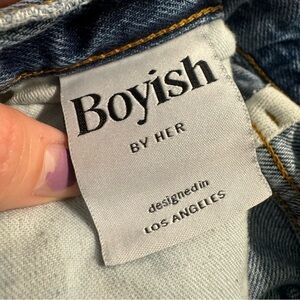 Boyish
BY HER
designed in
LOS ANGELES